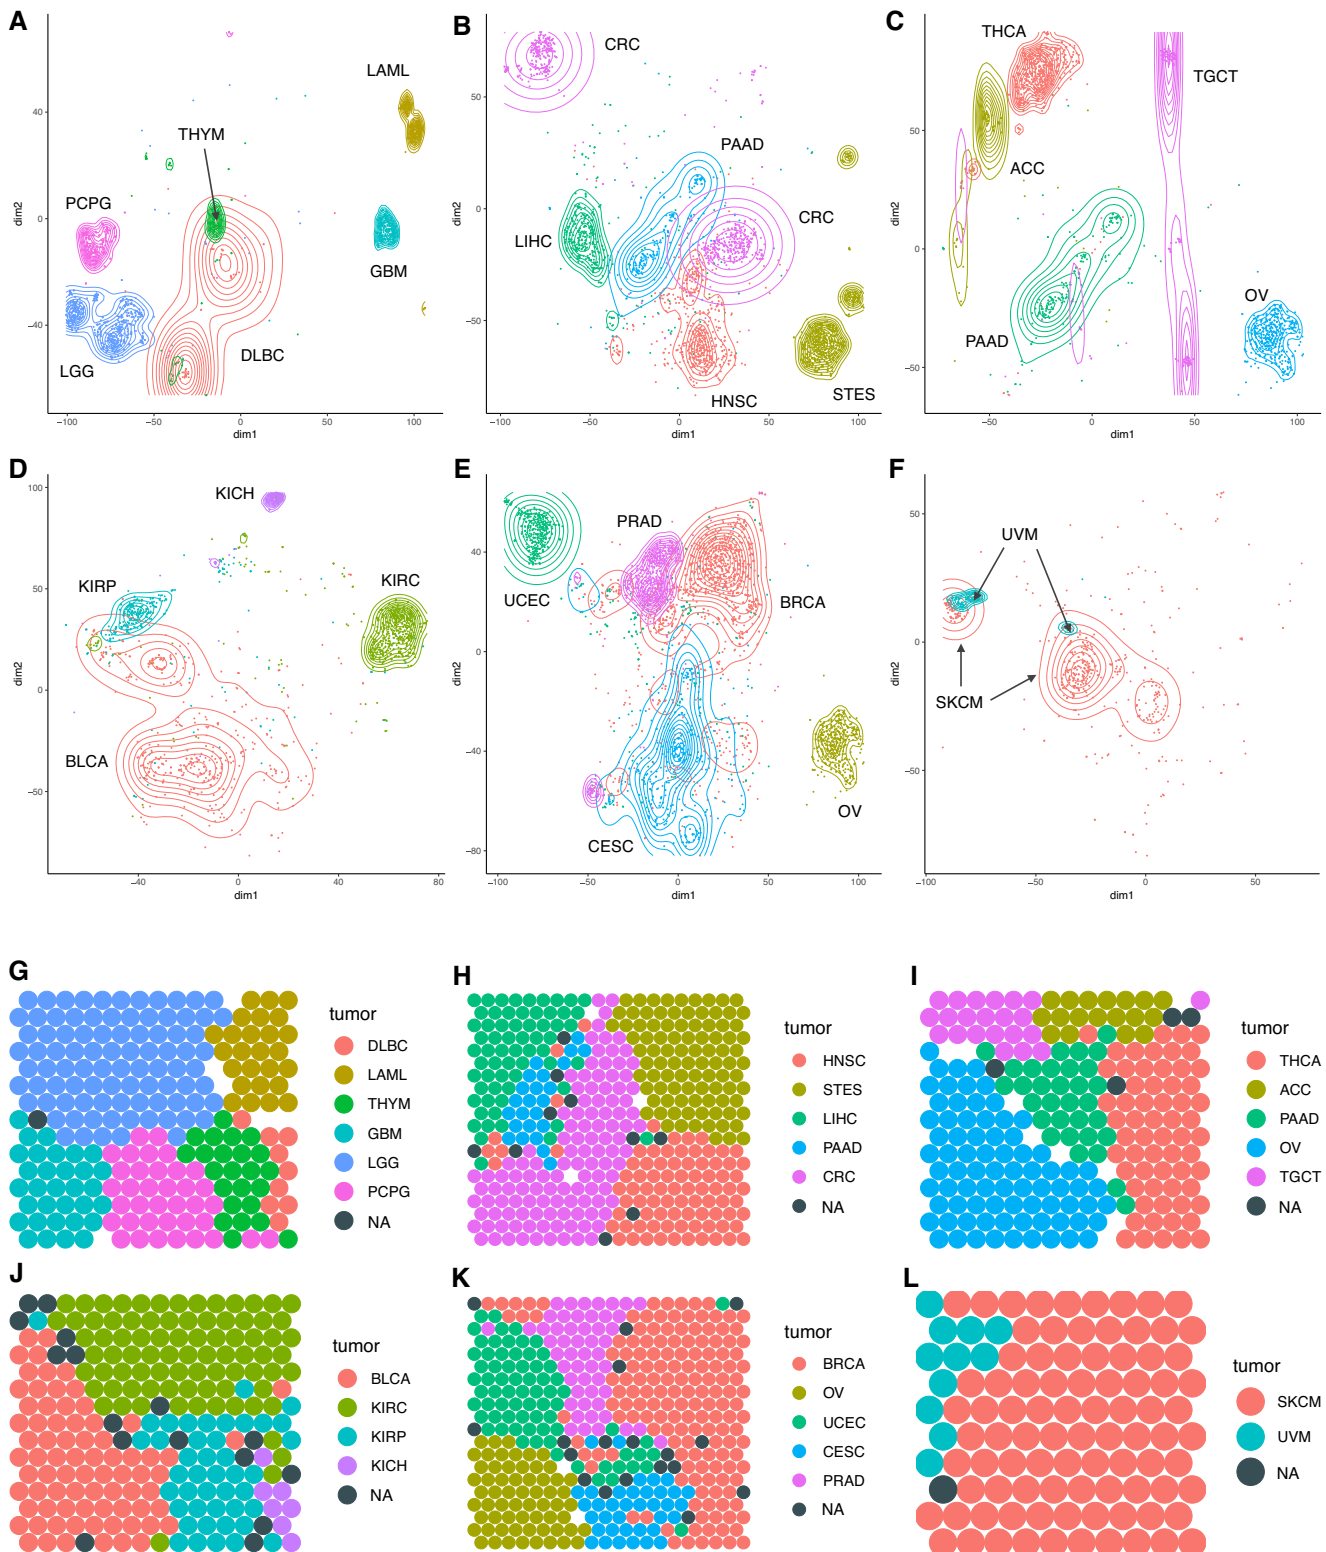 A
40
0
−40
−100
−50
0
50
100
dim1
dim2
LAML
THYM
PCPG
GBM
LGG
DLBC
B
50
0
−50
−50
0
50
100
dim1
dim2
CRC
PAAD
CRC
LIHC
HNSC
STES
C
50
0
−50
−50
0
50
100
dim1
dim2
THCA
TGCT
ACC
PAAD
OV
D
100
50
0
−50
−40
0
40
80
dim1
dim2
KICH
KIRP
KIRC
BLCA
E
40
0
−40
−80
−100
−50
0
50
100
dim1
dim2
PRAD
UCEC
BRCA
OV
CESC
F
50
0
−50
−100
−50
0
50
dim1
dim2
UVM
SKCM
G
tumor
DLBC
LAML
THYM
GBM
LGG
PCPG
NA
H
tumor
HNSC
STES
LIHC
PAAD
CRC
NA
I
tumor
THCA
ACC
PAAD
OV
TGCT
NA
J
tumor
BLCA
KIRC
KIRP
KICH
NA
K
tumor
BRCA
OV
UCEC
CESC
PRAD
NA
L
tumor
SKCM
UVM
NA